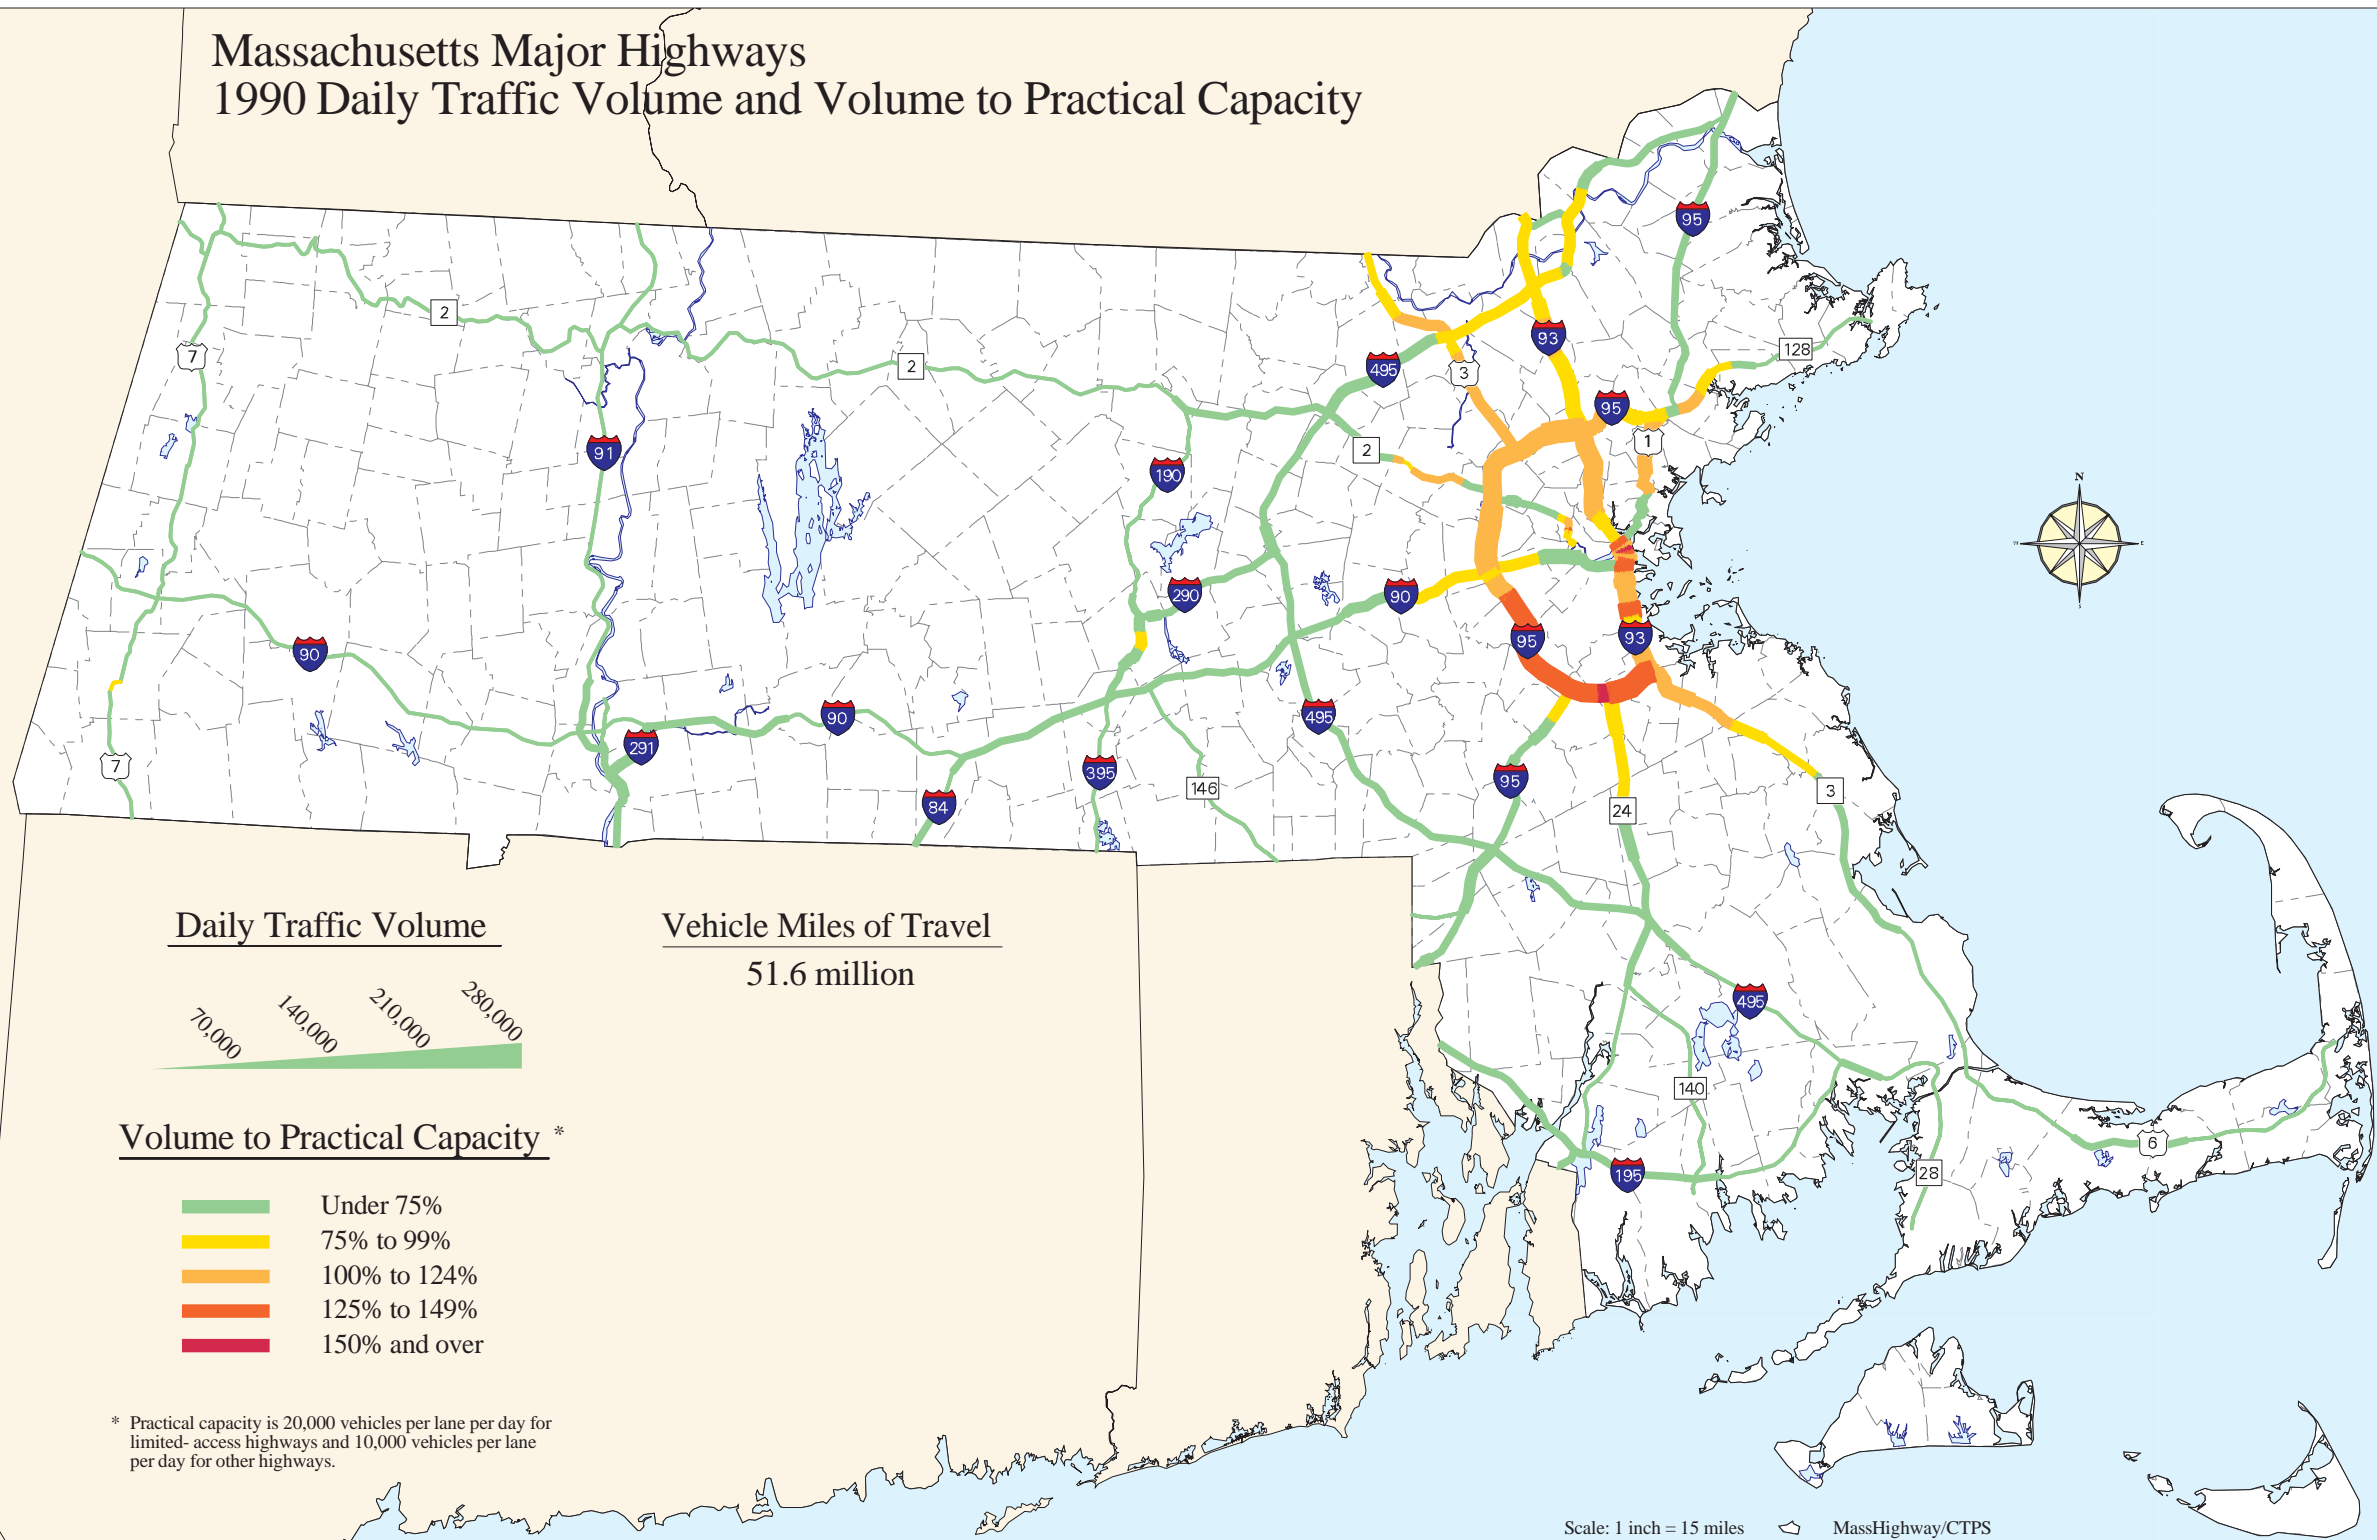 Massachusetts Major Highways
1990 Daily Traffic Volume and Volume to Practical Capacity
95
2
7
93
128
2
495
3
95
1
91
2
190
N
W
E
S
290
90
95
93
90
90
495
291
7
395
84
146
95
24
3
Daily Traffic Volume
70,000
140,000
210,000
280,000
Vehicle Miles of Travel
51.6 million
495
140
6
28
195
Volume to Practical Capacity *
Under 75%
75% to 99%
100% to 124%
125% to 149%
150% and over
* Practical capacity is 20,000 vehicles per lane per day for
limited- access highways and 10,000 vehicles per lane
per day for other highways.
Scale: 1 inch = 15 miles
MassHighway/CTPS